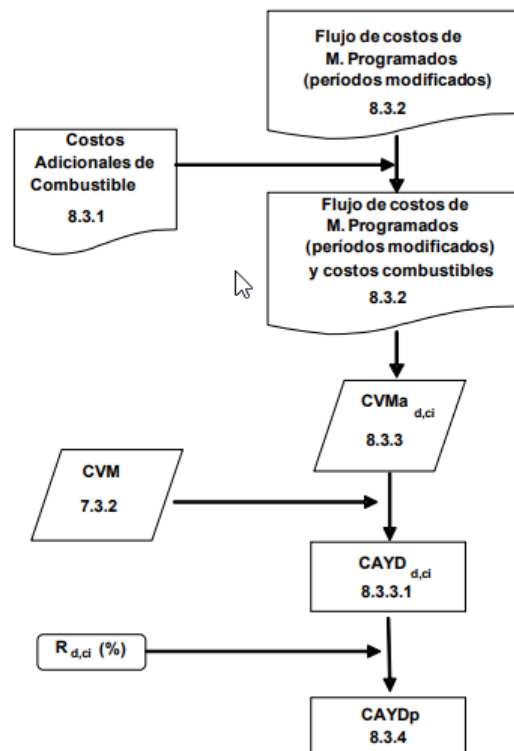 Flujo de costos de
M. Programados
(períodos modificados)
8.3.2
Costos
Adicionales de
Combustible
8.3.1
Flujo de costos de
M. Programados
(períodos modificados)
y costos combustibles
8.3.2
CVMa d,ci
8.3.3
CVM
7.3.2
CAYD d,ci
8.3.3.1
R d,ci (%)
CAYDp
8.3.4